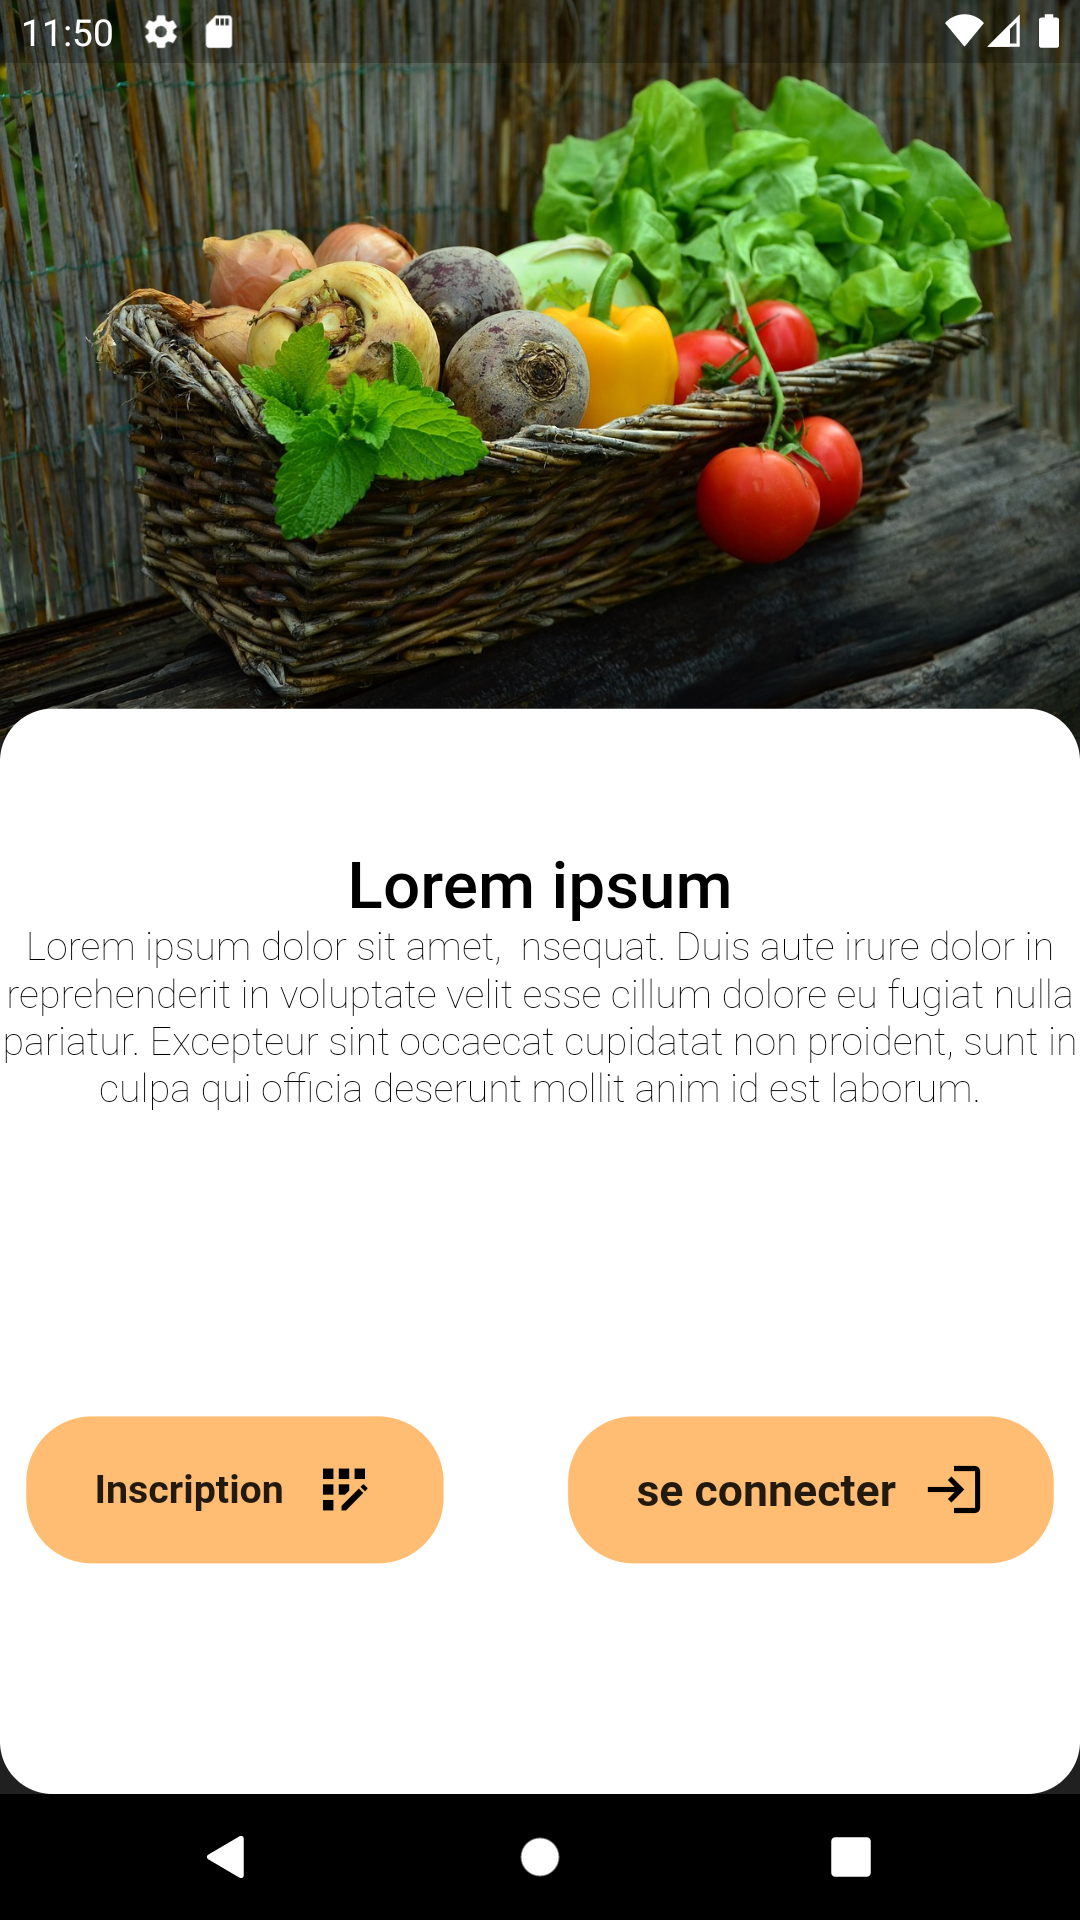 11:50
Lorem ipsum
Lorem ipsum dolor sit amet,  nsequat. Duis aute irure dolor in
reprehenderit in voluptate velit esse cillum dolore eu fugiat nulla
pariatur. Excepteur sint occaecat cupidatat non proident, sunt in
culpa qui officia deserunt mollit anim id est laborum.
Inscription
se connecter